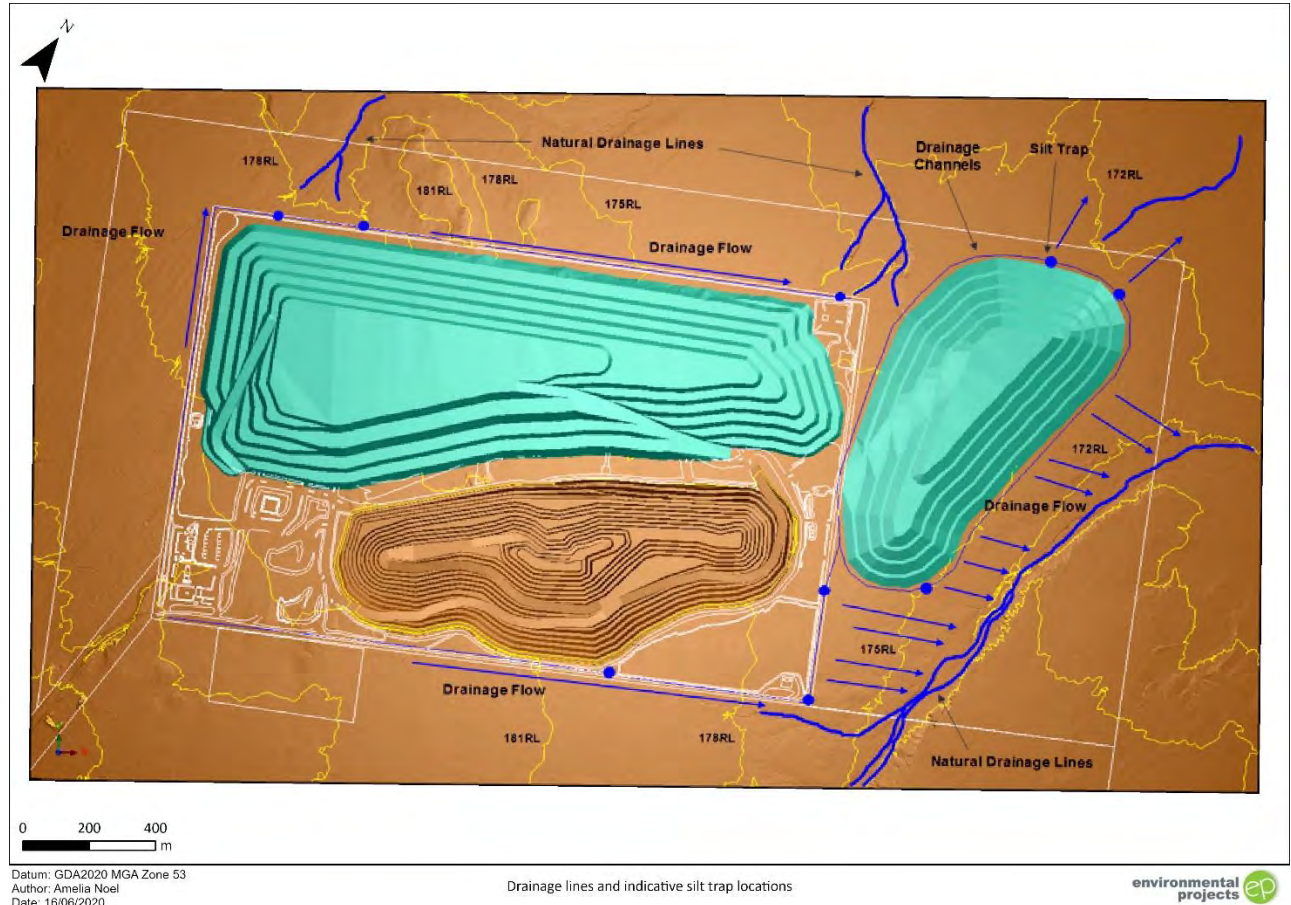 N
Natural Drainage Lines
Drainage
Channels
Silt Trap
178RL
181RL
178RL
175RL
172RL
Drainage Flow
Drainage Flow
172RL
Drainage Flow
175RL
Drainage Flow
181RL
178RL
Natural Drainage Lines
0 200 400
m
Datum: GDA2020 MGA Zone 53
Author: Amelia Noel
Date: 16/06/2020
Drainage lines and indicative silt trap locations
environmental
projects
ep